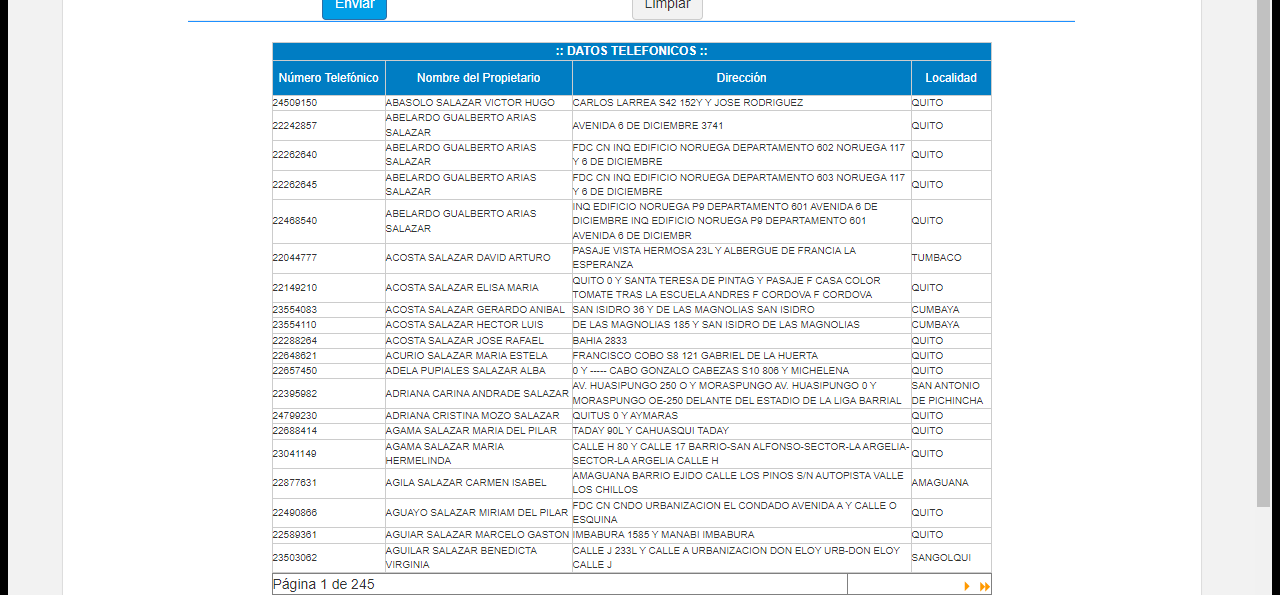 Enviar Limpiar
:: DATOS TELEFONICOS ::
Número Telefónico Nombre del Propietario Dirección Localidad
24509150 ABASOLO SALAZAR VICTOR HUGO CARLOS LARREA S42 152Y Y JOSE RODRIGUEZ QUITO
22242857 ABELARDO GUALBERTO ARIAS
SALAZAR AVENIDA 6 DE DICIEMBRE 3741 QUITO
22262640 ABELARDO GUALBERTO ARIAS
SALAZAR FDC CN INQ EDIFICIO NORUEGA DEPARTAMENTO 602 NORUEGA 117
Y 6 DE DICIEMBRE QUITO
22262645 ABELARDO GUALBERTO ARIAS
SALAZAR FDC CN INQ EDIFICIO NORUEGA DEPARTAMENTO 603 NORUEGA 117
Y 6 DE DICIEMBRE QUITO
22468540 ABELARDO GUALBERTO ARIAS
SALAZAR INQ EDIFICIO NORUEGA P9 DEPARTAMENTO 601 AVENIDA 6 DE
DICIEMBRE INQ EDIFICIO NORUEGA P9 DEPARTAMENTO 601
AVENIDA 6 DE DICIEMBR QUITO
22044777 ACOSTA SALAZAR DAVID ARTURO PASAJE VISTA HERMOSA 23L Y ALBERGUE DE FRANCIA LA
ESPERANZA TUMBACO
22149210 ACOSTA SALAZAR ELISA MARIA QUITO 0 Y SANTA TERESA DE PINTAG Y PASAJE F CASA COLOR
TOMATE TRAS LA ESCUELA ANDRES F CORDOVA F CORDOVA QUITO
23554083 ACOSTA SALAZAR GERARDO ANIBAL SAN ISIDRO 36 Y DE LAS MAGNOLIAS SAN ISIDRO CUMBAYA
23554110 ACOSTA SALAZAR HECTOR LUIS DE LAS MAGNOLIAS 185 Y SAN ISIDRO DE LAS MAGNOLIAS CUMBAYA
22288264 ACOSTA SALAZAR JOSE RAFAEL BAHIA 2833 QUITO
22648621 ACURIO SALAZAR MARIA ESTELA FRANCISCO COBO S8 121 GABRIEL DE LA HUERTA QUITO
22657450 ADELA PUPIALES SALAZAR ALBA 0 Y ----- CABO GONZALO CABEZAS S10 806 Y MICHELENA QUITO
22395982 ADRIANA CARINA ANDRADE SALAZAR AV. HUASIPUNGO 250 O Y MORASPUNGO AV. HUASIPUNGO 0 Y
MORASPUNGO OE-250 DELANTE DEL ESTADIO DE LA LIGA BARRIAL SAN ANTONIO
DE PICHINCHA
24799230 ADRIANA CRISTINA MOZO SALAZAR QUITUS 0 Y AYMARAS QUITO
22688414 AGAMA SALAZAR MARIA DEL PILAR TADAY 90L Y CAHUASQUI TADAY QUITO
23041149 AGAMA SALAZAR MARIA
HERMELINDA CALLE H 80 Y CALLE 17 BARRIO-SAN ALFONSO-SECTOR-LA ARGELIA-
SECTOR-LA ARGELIA CALLE H QUITO
22877631 AGILA SALAZAR CARMEN ISABEL AMAGUANA BARRIO EJIDO CALLE LOS PINOS S/N AUTOPISTA VALLE
LOS CHILLOS AMAGUANA
22490866 AGUAYO SALAZAR MIRIAM DEL PILAR FDC CN CNDO URBANIZACION EL CONDADO AVENIDA A Y CALLE O
ESQUINA QUITO
22589361 AGUIAR SALAZAR MARCELO GASTON IMBABURA 1585 Y MANABI IMBABURA QUITO
23503062 AGUILAR SALAZAR BENEDICTA
VIRGINIA CALLE J 233L Y CALLE A URBANIZACION DON ELOY URB-DON ELOY
CALLE J SANGOLQUI
Página 1 de 245